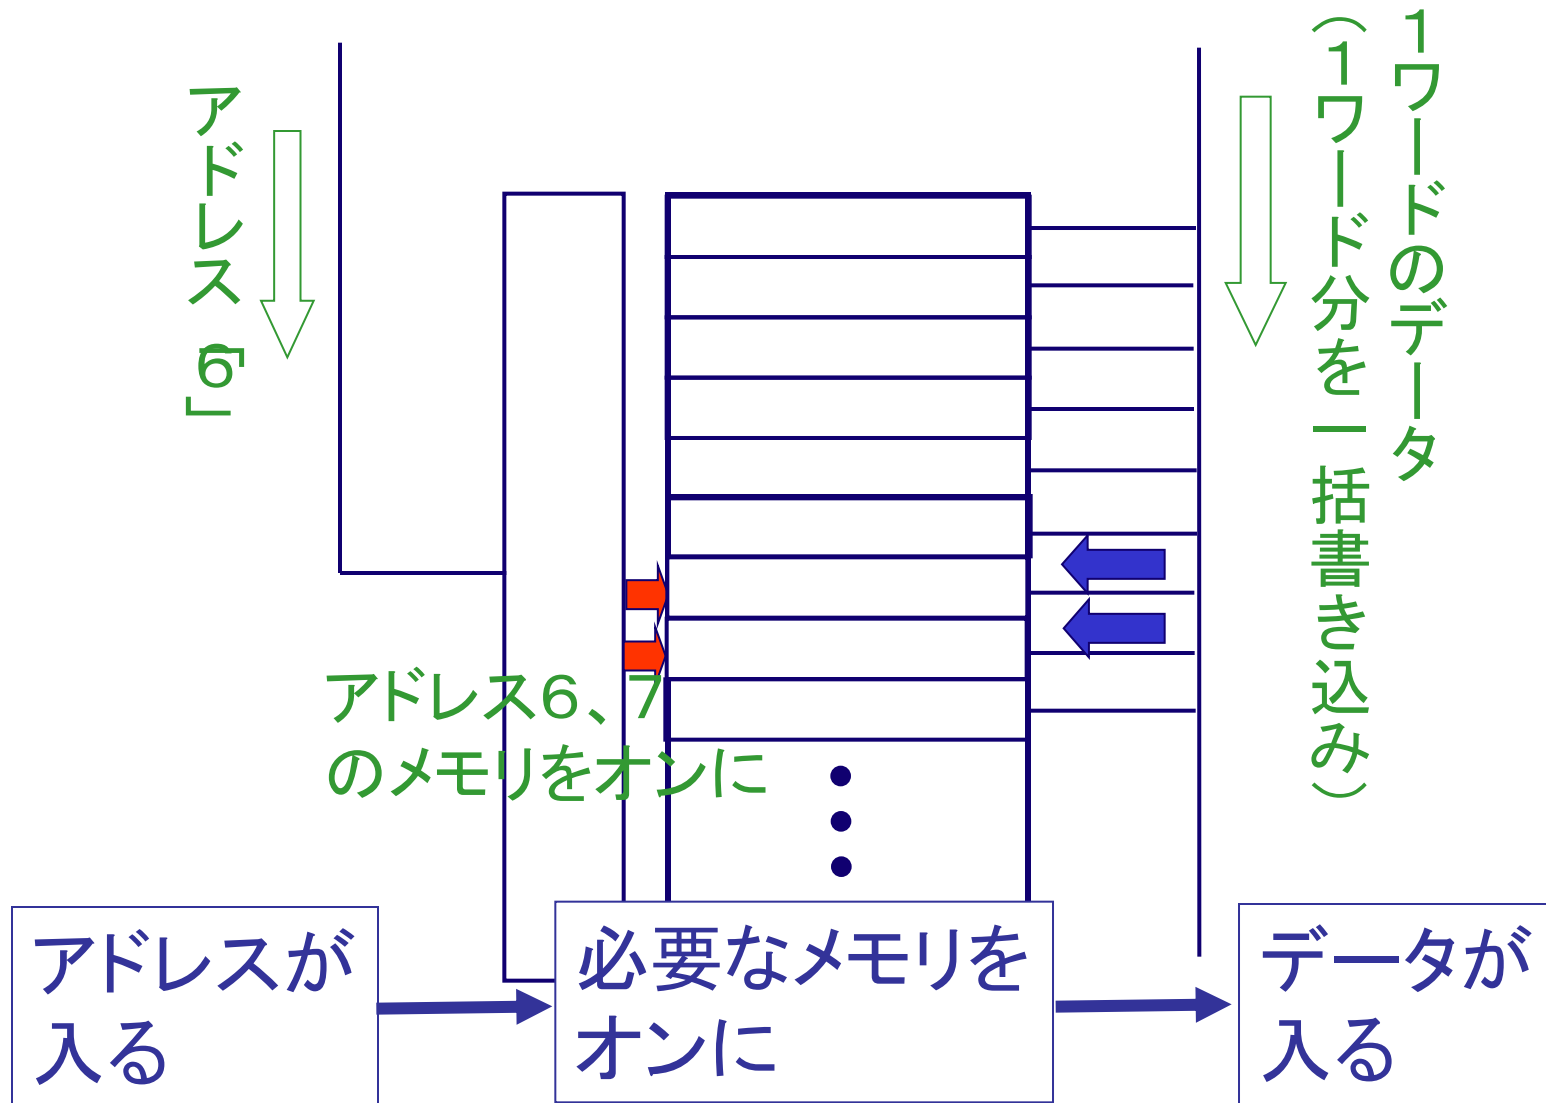 アドレス「6」
1ワードのデータ
(1ワード分を一括書き込み)
アドレス6、7
のメモリをオンに
アドレスが
入る
必要なメモリを
オンに
データが
入る